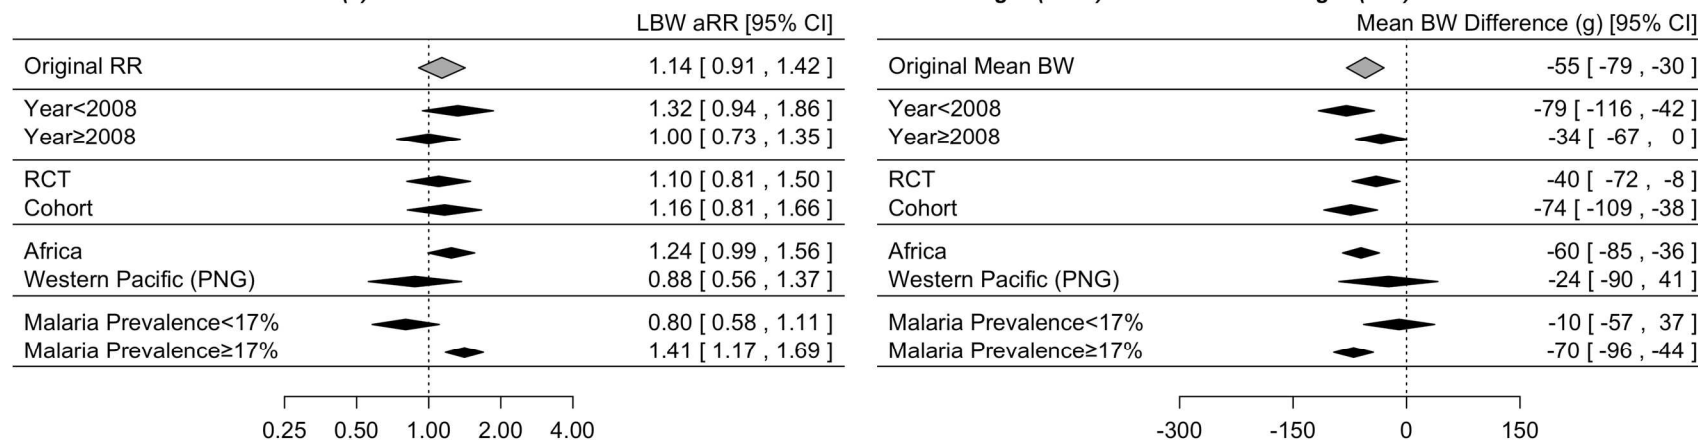 LBW aRR [95% CI]
Original RR 1.14 [ 0.91 , 1.42 ]
Year<2008 1.32 [ 0.94 , 1.86 ]
Year≥2008 1.00 [ 0.73 , 1.35 ]
RCT 1.10 [ 0.81 , 1.50 ]
Cohort 1.16 [ 0.81 , 1.66 ]
Africa 1.24 [ 0.99 , 1.56 ]
Western Pacific (PNG) 0.88 [ 0.56 , 1.37 ]
Malaria Prevalence<17% 0.80 [ 0.58 , 1.11 ]
Malaria Prevalence≥17% 1.41 [ 1.17 , 1.69 ]
0.25 0.50 1.00 2.00 4.00
Mean BW Difference (g) [95% CI]
Original Mean BW -55 [ -79 , -30 ]
Year<2008 -79 [ -116 , -42 ]
Year≥2008 -34 [ -67 , 0 ]
RCT -40 [ -72 , -8 ]
Cohort -74 [ -109 , -38 ]
Africa -60 [ -85 , -36 ]
Western Pacific (PNG) -24 [ -90 , 41 ]
Malaria Prevalence<17% -10 [ -57 , 37 ]
Malaria Prevalence≥17% -70 [ -96 , -44 ]
-300 -150 0 150